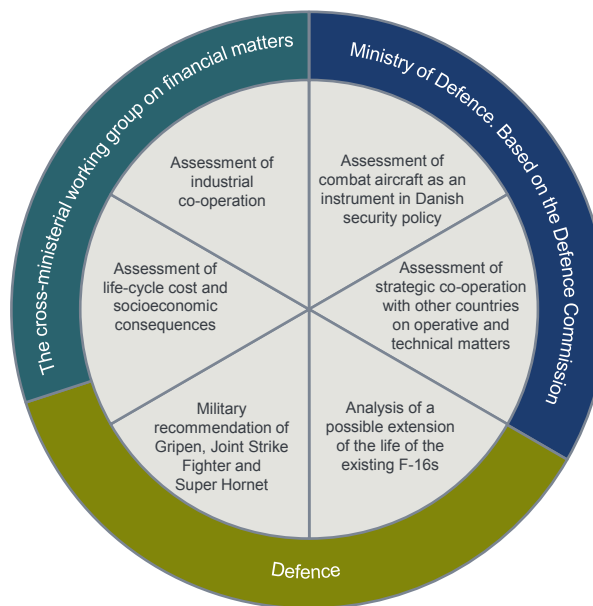 The cross-ministerial working group on financial matters
Ministry of Defence. Based on the Defence Commission
Assessment of
industrial
co-operation
Assessment of
combat aircraft as an
instrument in Danish
security policy
Assessment of
life-cycle cost and
socioeconomic
consequences
Assessment of
strategic co-operation
with other countries
on operative and
technical matters
Military
recommendation of
Gripen, Joint Strike
Fighter and
Super Hornet
Analysis of a
possible extension
of the life of the
existing F-16s
Defence